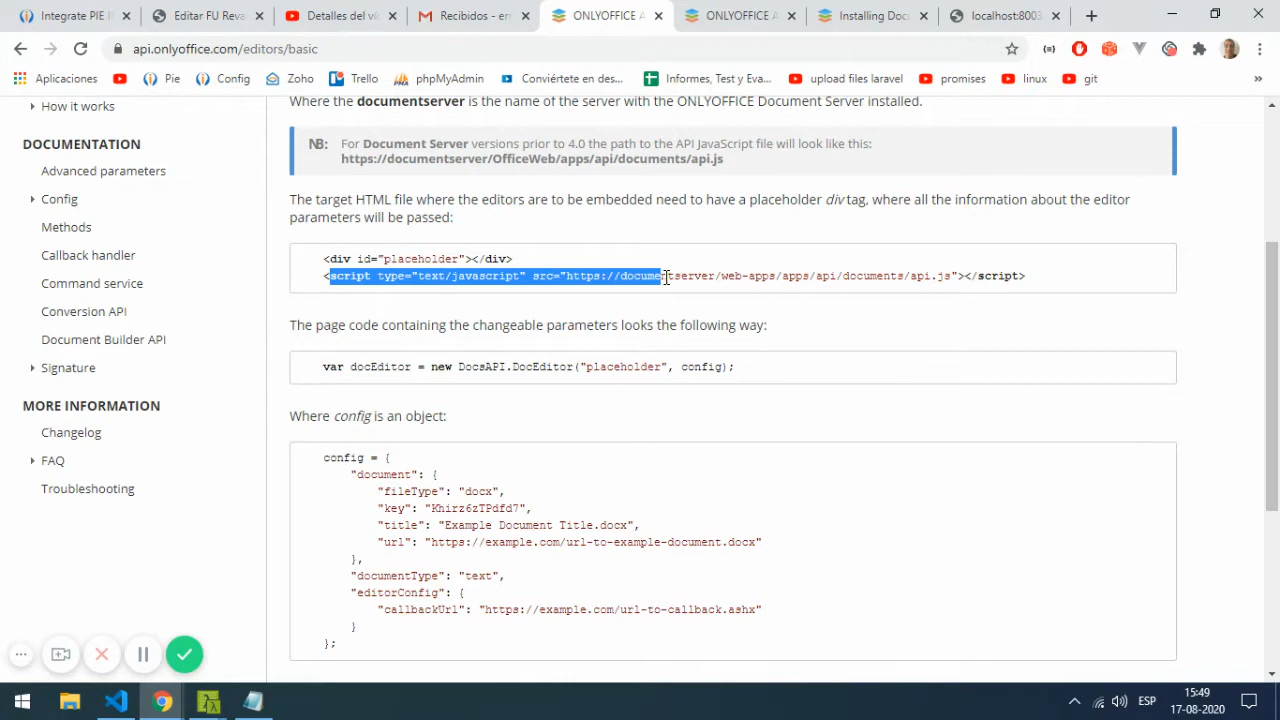 Integrate PIE I
Editar FU Reva
Detalles del ví
Recibidos - er
ONLYOFFICE A
ONLYOFFICE A
Installing Docu
localhost:8003
api.onlyoffice.com/editors/basic
Aplicaciones
Pie
Config
Zoho
Trello
phpMyAdmin
Conviértete en des...
Informes, Test y Eva...
upload files laravel
promises
linux
git
How it works
DOCUMENTATION
Advanced parameters
Config
Methods
Callback handler
Command service
Conversion API
Document Builder API
Signature
MORE INFORMATION
Changelog
FAQ
Troubleshooting
Where the documentserver is the name of the server with the ONLYOFFICE Document Server installed.
NB: For Document Server versions prior to 4.0 the path to the API JavaScript file will look like this:
https://documentserver/OfficeWeb/apps/api/documents/api.js
The target HTML file where the editors are to be embedded need to have a placeholder div tag, where all the information about the editor
parameters will be passed:
<div id="placeholder"></div>
<script type="text/javascript" src="https://documentserver/web-apps/apps/api/documents/api.js"></script>
The page code containing the changeable parameters looks the following way:
var docEditor = new DocsAPI.DocEditor("placeholder", config);
Where config is an object:
config = {
"document": {
"fileType": "docx",
"key": "Khirz6zTPdfd7",
"title": "Example Document Title.docx",
"url": "https://example.com/url-to-example-document.docx"
},
"documentType": "text",
"editorConfig": {
"callbackUrl": "https://example.com/url-to-callback.ashx"
}
};
ESP
15:49
17-08-2020